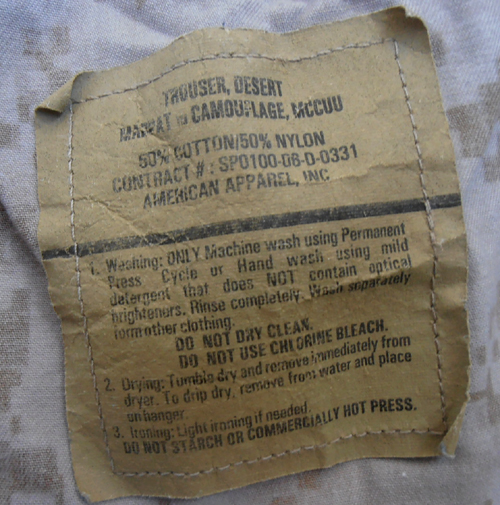 TROUSER, DESERT
MARPAT TM CAMOUFLAGE, MCCUU
50% COTTON/50% NYLON
CONTRACT # : SP0100-06-D-0331
AMERICAN APPAREL, INC
1. Washing: ONLY Machine wash using Permanent
Press Cycle or Hand wash using mild
detergent that does NOT contain optical
brighteners. Rinse completely. Wash separately
form other clothing.
DO NOT DRY CLEAN.
DO NOT USE CHLORINE BLEACH.
2. Drying: Tumble dry and remove immediately from
dryer. To drip dry, remove from water and place
on hanger.
3. Ironing: Light ironing if needed.
DO NOT STARCH OR COMMERCIALLY HOT PRESS.